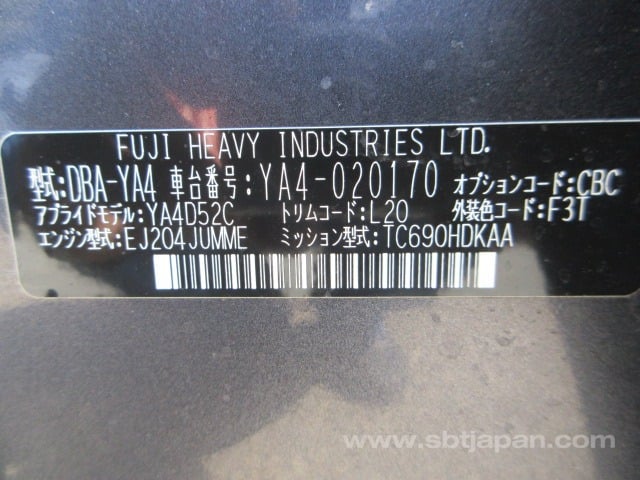 FUJI HEAVY INDUSTRIES LTD.
型式:DBA-YA4 車台番号:YA4-020170 オプションコード:CBC
アプライドモデル:YA4D52C トリムコード:L20 外装色コード:F3T
エンジン型式:EJ204JUMME ミッション型式:TC690HDKAA
www.sbtjapan.com/